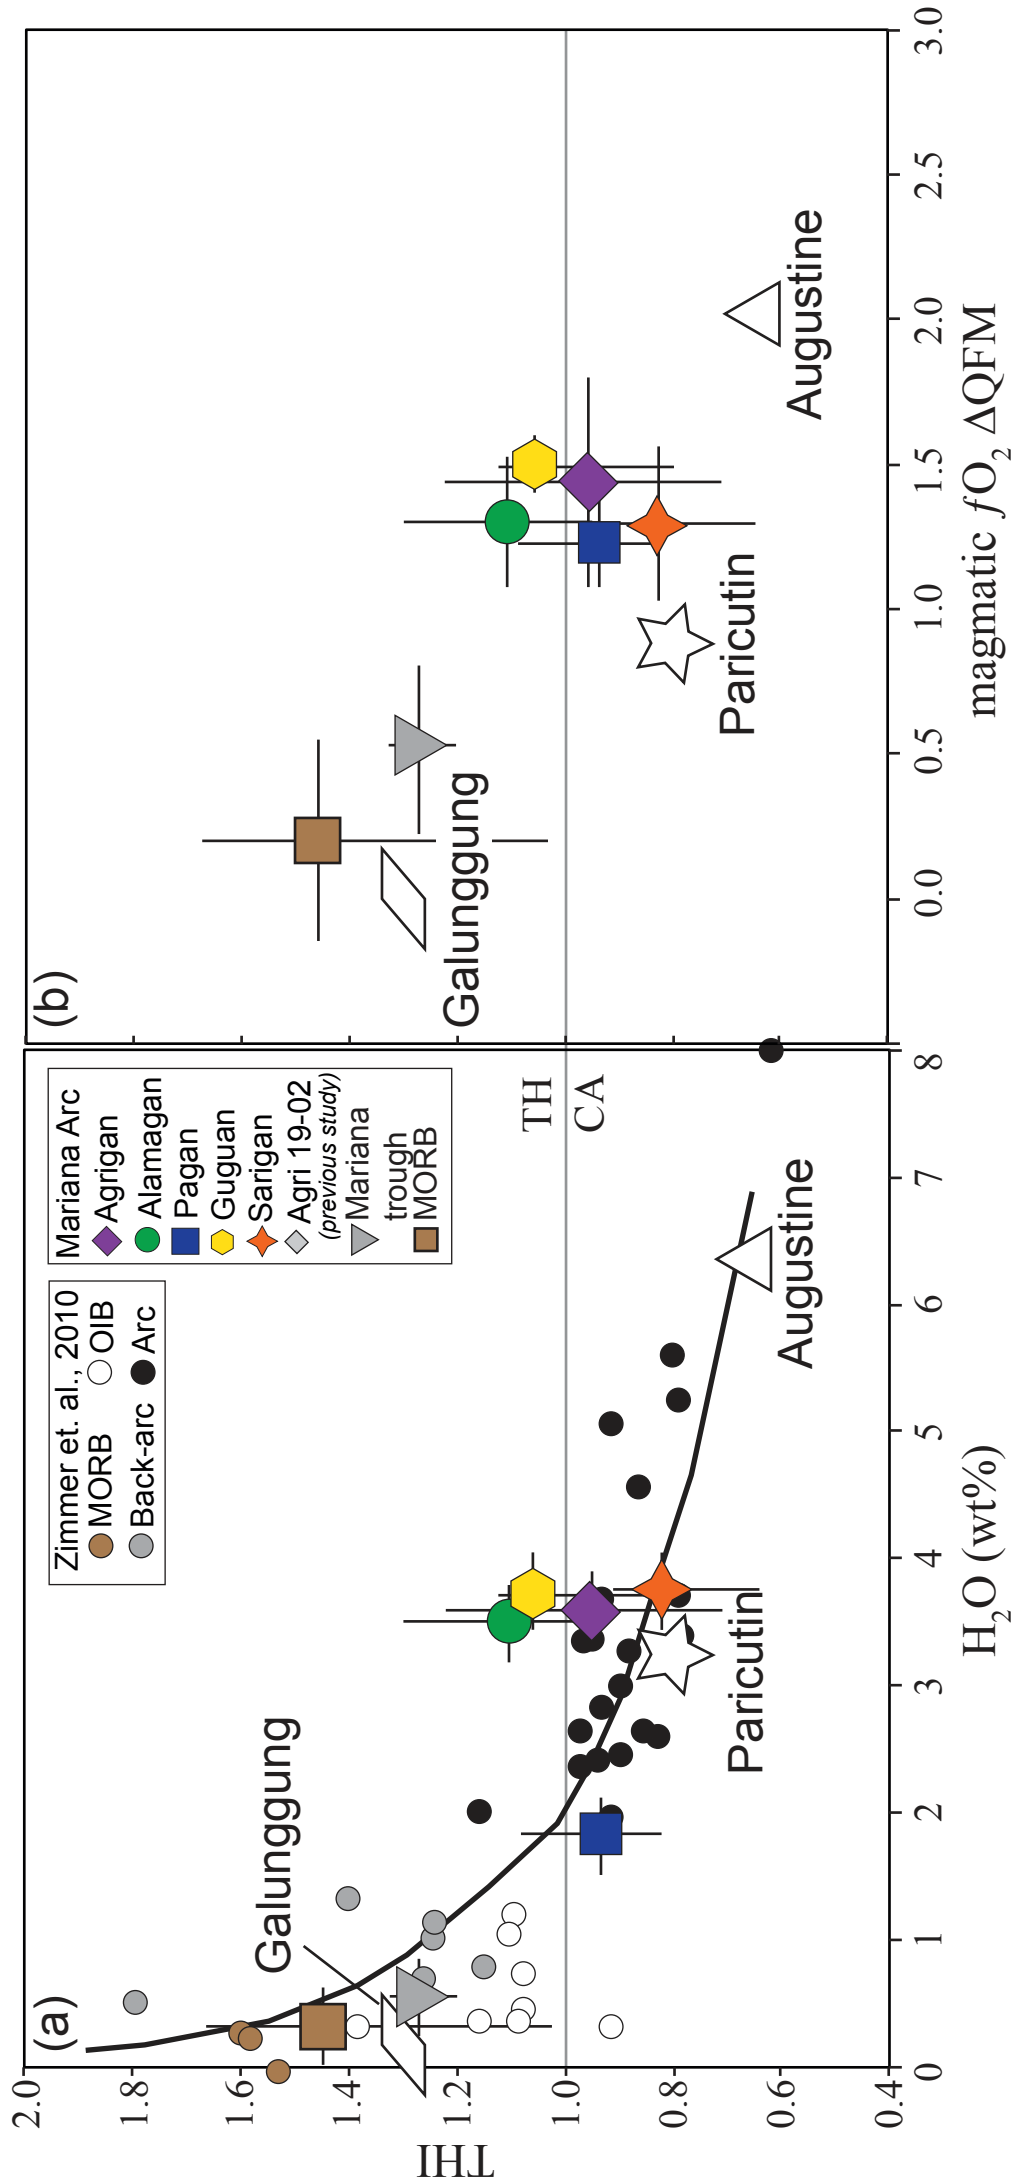 (a)
Zimmer et. al., 2010
MORB OIB
Back-arc Arc
Mariana Arc
Agrigan
Alamagan
Pagan
Guguan
Sarigan
Agri 19-02
(previous study)
Mariana
trough
MORB
Galunggung
Paricutin
Augustine
TH
CA
THI
2.0
1.8
1.6
1.4
1.2
1.0
0.8
0.6
0.4
0 1 2 3 4 5 6 7 8
H₂O (wt%)
(b)
Galunggung
Paricutin
Augustine
0.0 0.5 1.0 1.5 2.0 2.5 3.0
magmatic fO₂ ΔQFM